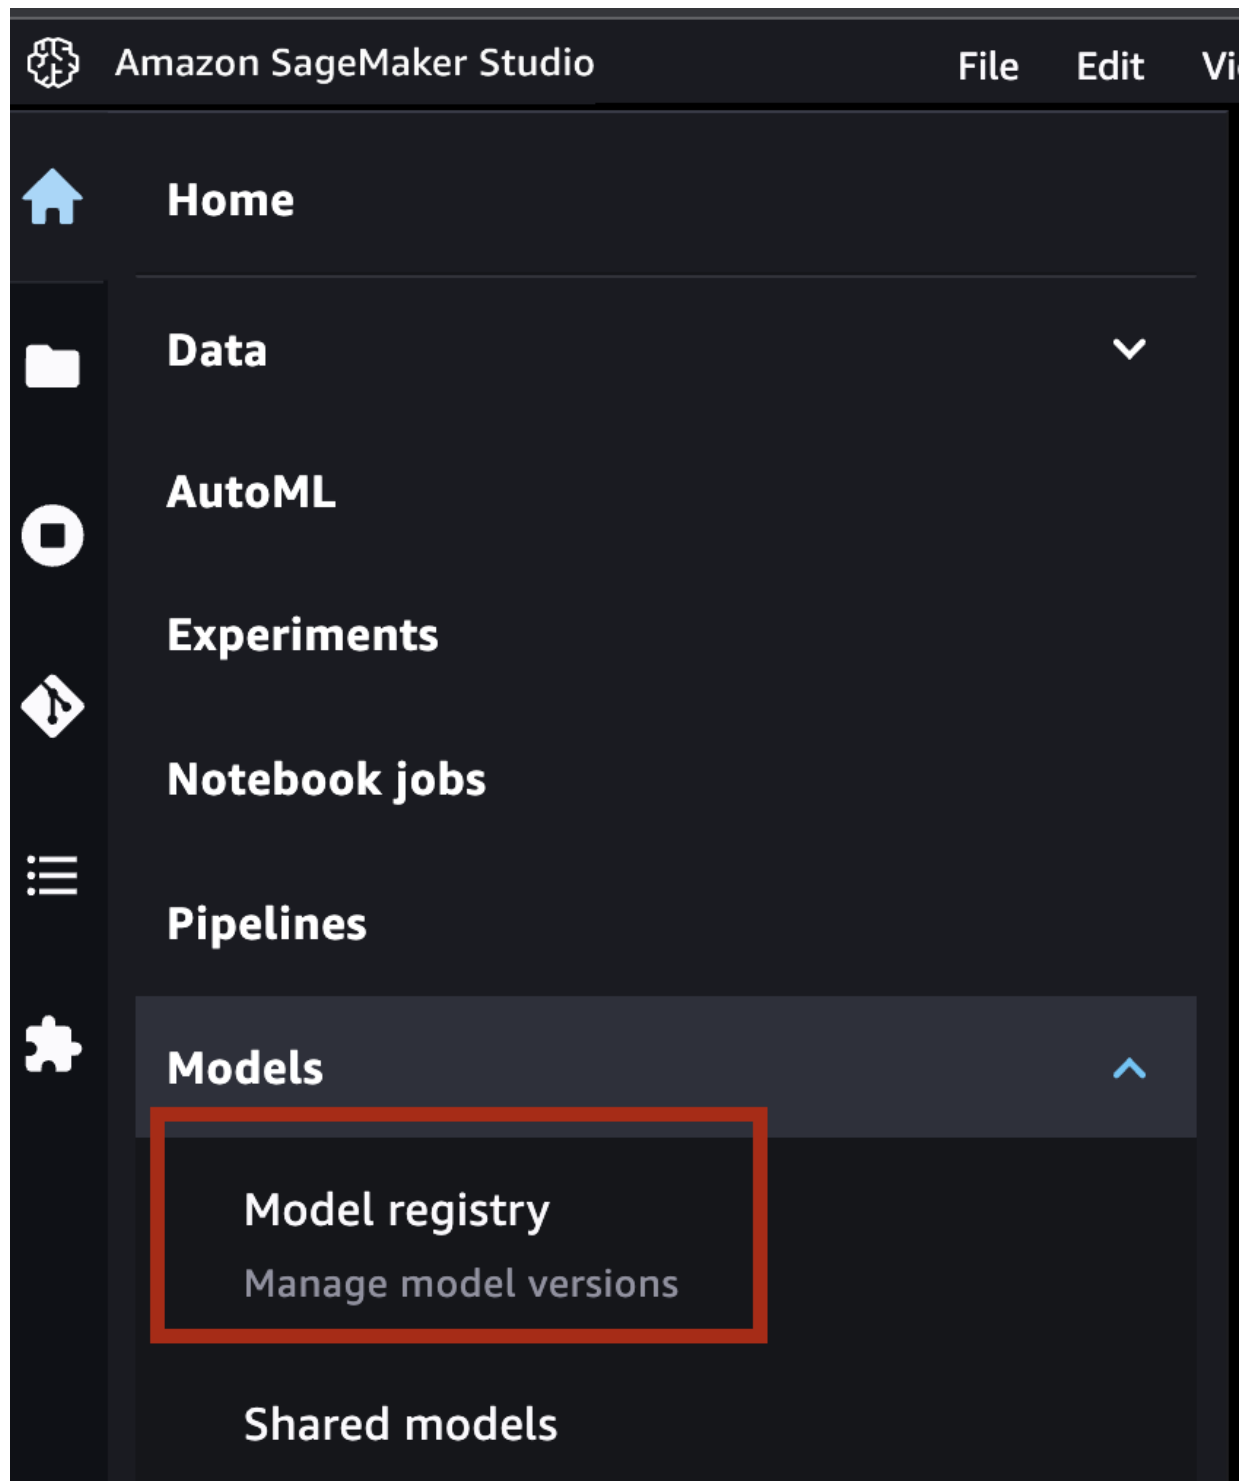 Amazon SageMaker Studio File Edit
Home
Data
AutoML
Experiments
Notebook jobs
Pipelines
Models
Model registry
Manage model versions
Shared models